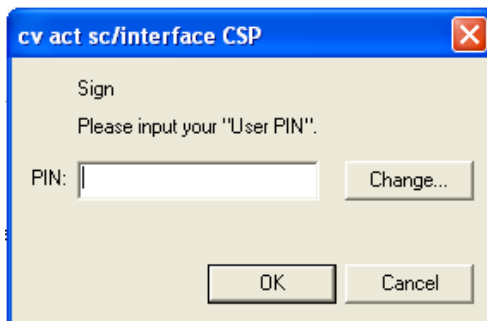 cv act sc/interface CSP
Sign
Please input your "User PIN".
PIN: Change...
OK Cancel